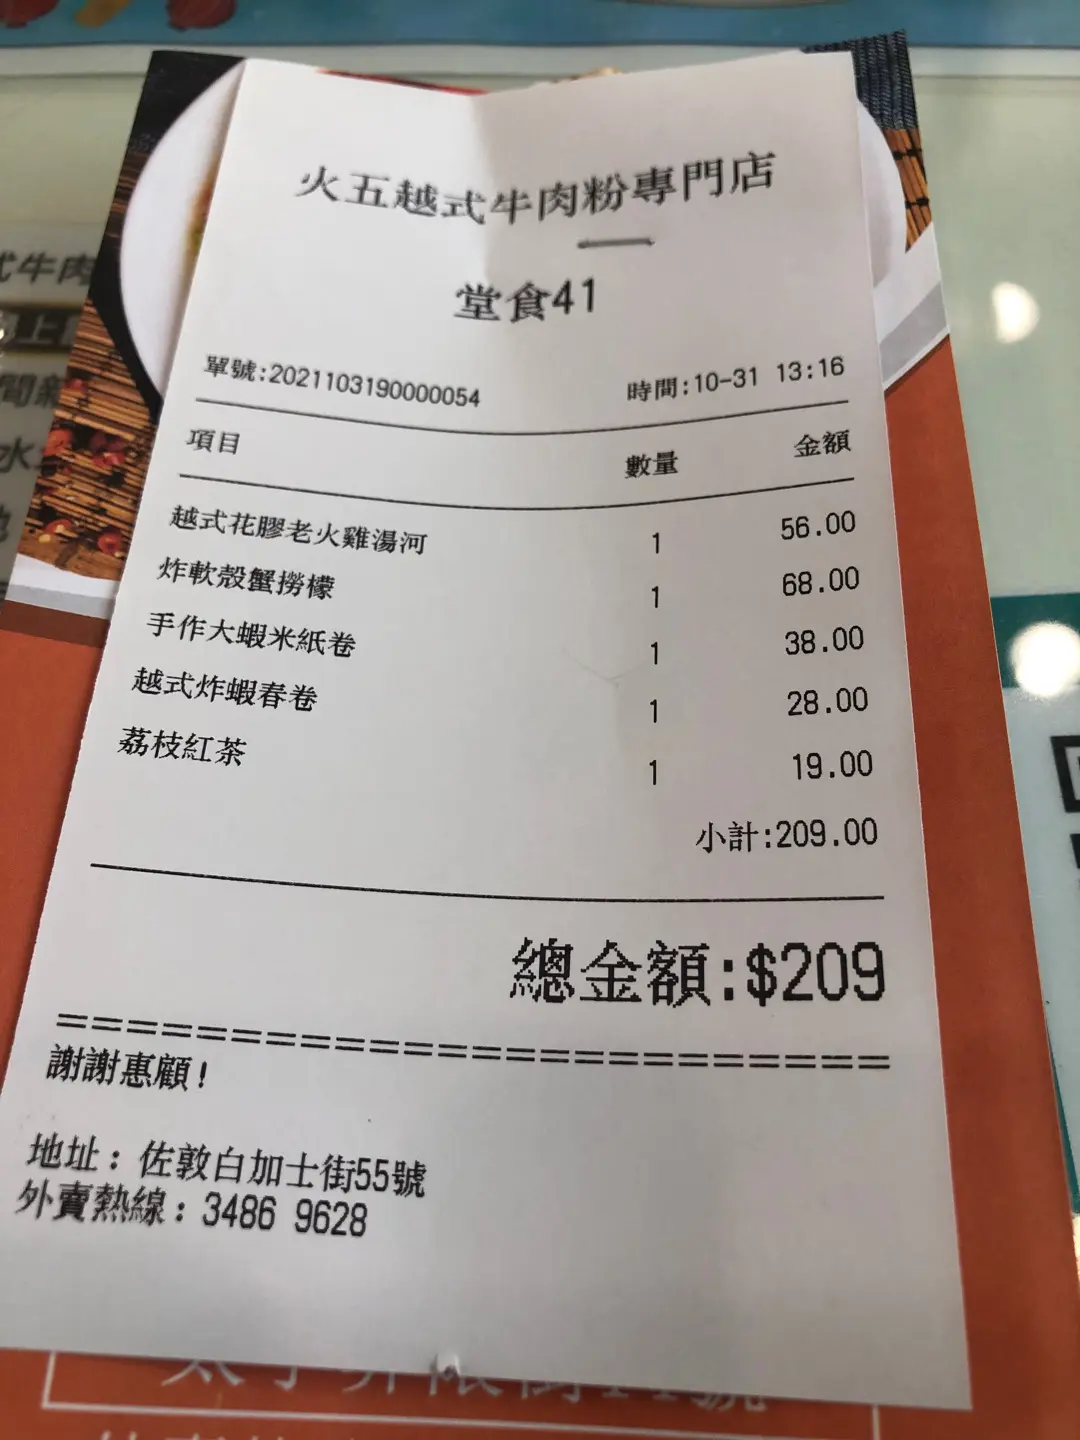 火五越式牛肉粉專門店
堂食41
單號:2021103190000054 時間:10-31 13:16
項目 數量 金額
越式花膠老火雞湯河 1 56.00
炸軟殼蟹撈檬 1 68.00
手作大蝦米紙卷 1 38.00
越式炸蝦春卷 1 28.00
荔枝紅茶 1 19.00
小計:209.00
總金額:$209
=========================
謝謝惠顧!
地址: 佐敦白加士街55號
外賣熱線: 3486 9628
式牛肉
上
水